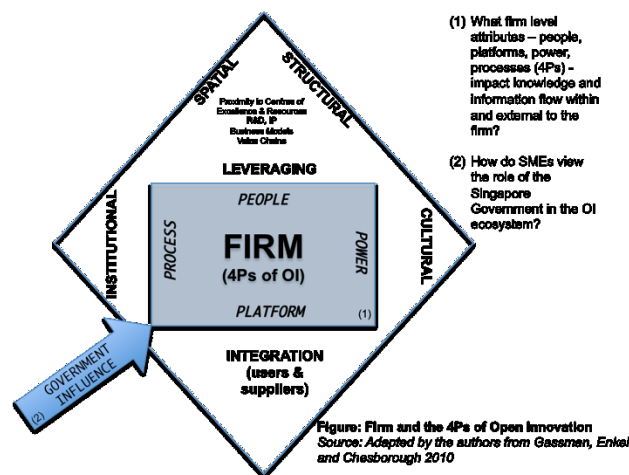 SPATIAL
STRUCTURAL
Proximity to Centres of
Excellence & Resources
R&D, IP
Business Models
Value Chains
LEVERAGING
INSTITUTIONAL
CULTURAL
PEOPLE
PROCESS
FIRM
(4Ps of OI)
POWER
PLATFORM
(1)
INTEGRATION
(users &
suppliers)
GOVERNMENT
INFLUENCE
(2)
(1) What firm level
attributes – people,
platforms, power,
processes (4Ps) -
impact knowledge and
information flow within
and external to the
firm?
(2) How do SMEs view
the role of the
Singapore
Government in the OI
ecosystem?
Figure: Firm and the 4Ps of Open Innovation
Source: Adapted by the authors from Gassman, Enkel
and Chesborough 2010